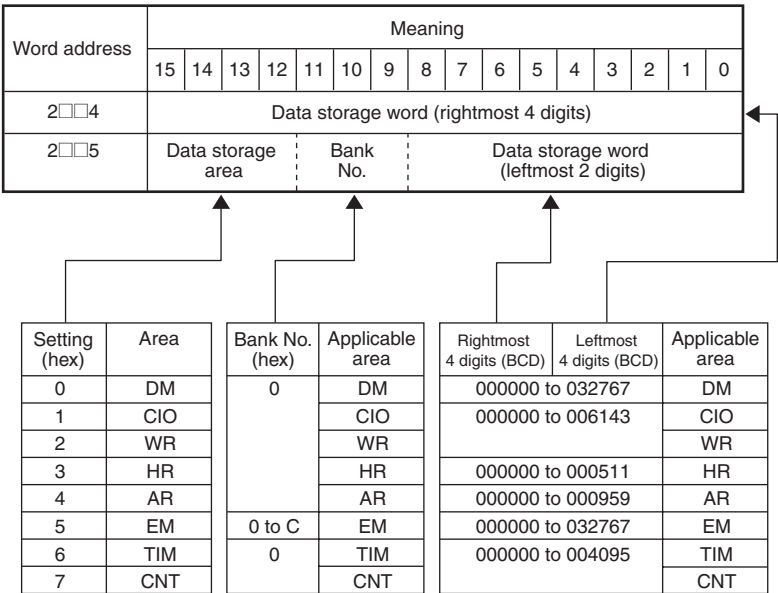 Word address Meaning
15 14 13 12 11 10 9 8 7 6 5 4 3 2 1 0
2□□4 Data storage word (rightmost 4 digits)
2□□5 Data storage area Bank No. Data storage word (leftmost 2 digits)
Setting (hex) Area
0 DM
1 CIO
2 WR
3 HR
4 AR
5 EM
6 TIM
7 CNT
Bank No. (hex) Applicable area
0 DM
CIO
WR
HR
AR
0 to C EM
0 TIM
CNT
Rightmost 4 digits (BCD) Leftmost 4 digits (BCD) Applicable area
000000 to 032767 DM
000000 to 006143 CIO
WR
000000 to 000511 HR
000000 to 000959 AR
000000 to 032767 EM
000000 to 004095 TIM
CNT